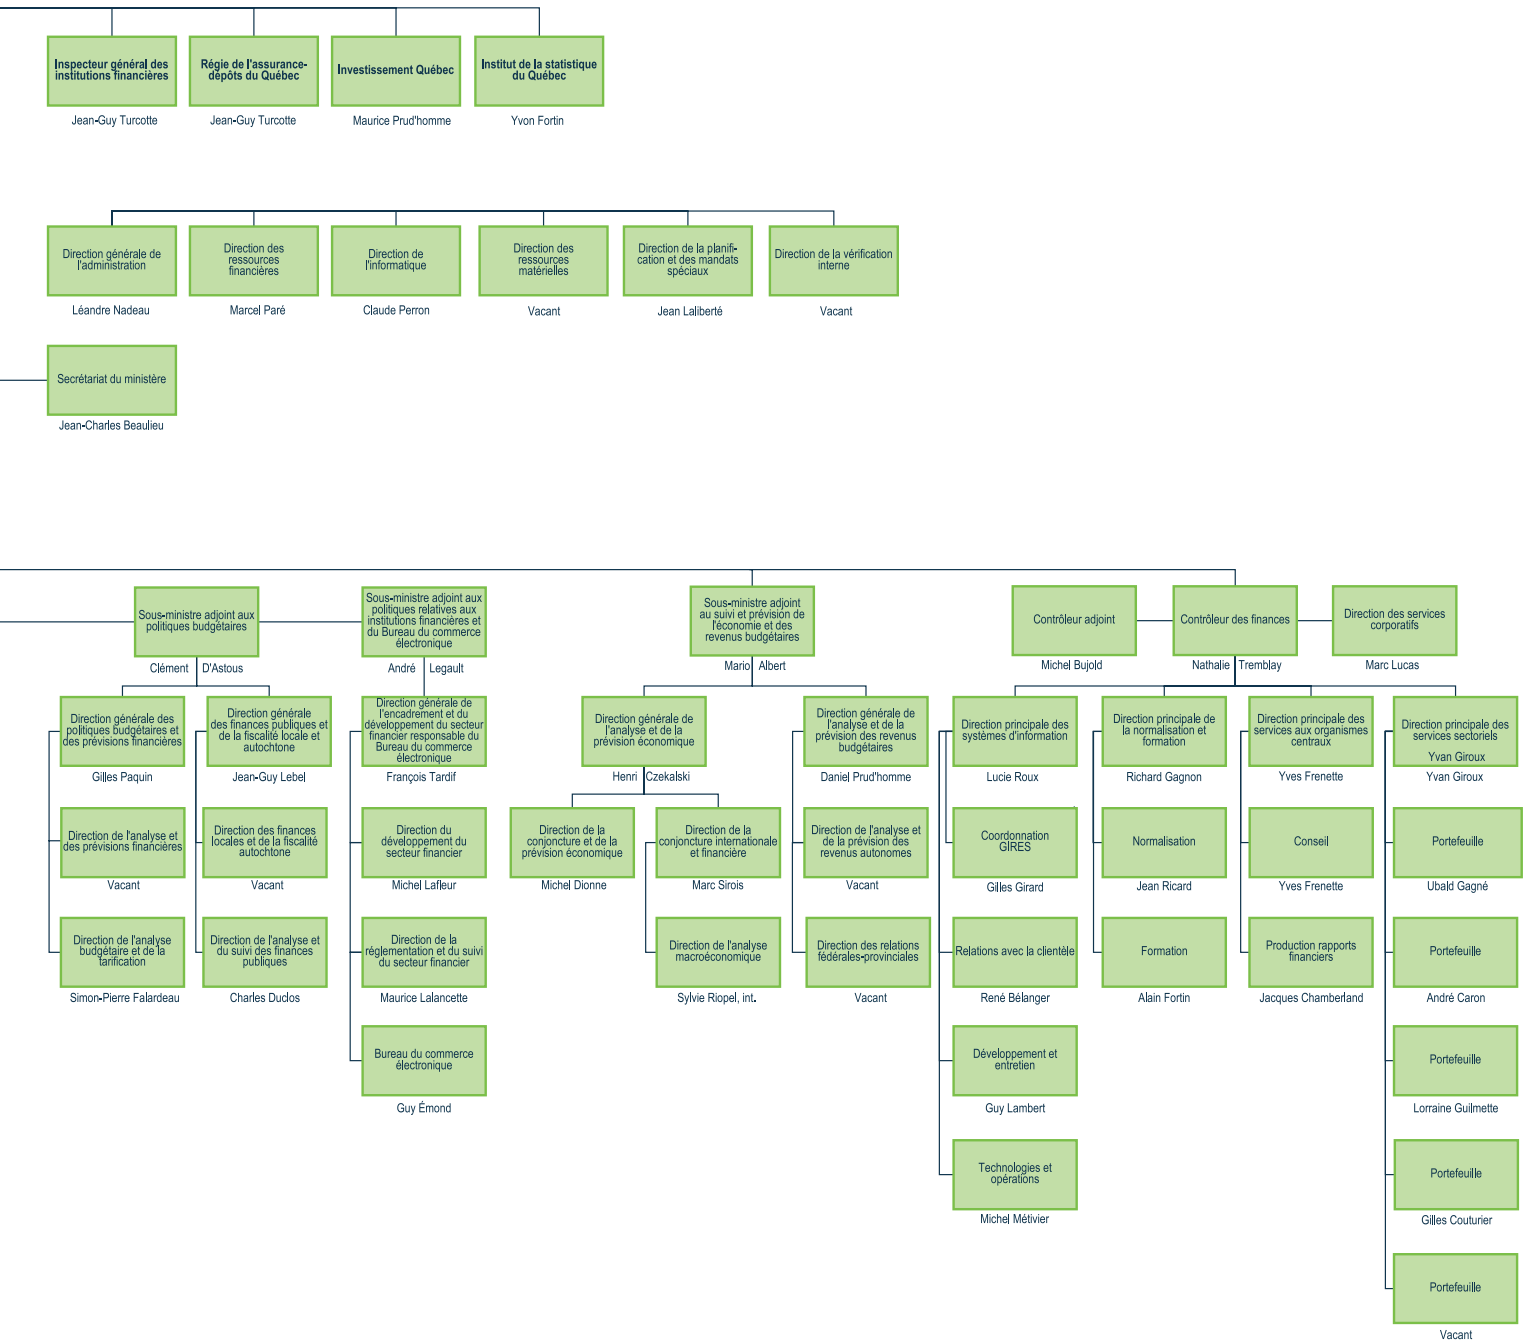 Inspecteur général des
institutions financières
Jean-Guy Turcotte
Régie de l'assurance-
dépôts du Québec
Jean-Guy Turcotte
Investissement Québec
Maurice Prud'homme
Institut de la statistique
du Québec
Yvon Fortin
Direction générale de
l'administration
Léandre Nadeau
Direction des
ressources
financières
Marcel Paré
Direction de
l'informatique
Claude Perron
Direction des
ressources
matérielles
Vacant
Direction de la planifi-
cation et des mandats
spéciaux
Jean Laliberté
Direction de la vérification
interne
Vacant
Secrétariat du ministère
Jean-Charles Beaulieu
Sous-ministre adjoint aux
politiques budgétaires
Clément D'Astous
Sous-ministre adjoint aux
politiques relatives aux
institutions financières et
du Bureau du commerce
électronique
André Legault
Sous-ministre adjoint
au suivi et prévision de
l'économie et des
revenus budgétaires
Mario Albert
Contrôleur adjoint
Michel Bujold
Contrôleur des finances
Nathalie Tremblay
Direction des services
corporatifs
Marc Lucas
Direction générale des
politiques budgétaires et
des prévisions financières
Gilles Paquin
Direction générale
des finances publiques et
de la fiscalité locale et
autochtone
Jean-Guy Lebel
Direction générale de
l'encadrement et du
développement du secteur
financier responsable du
Bureau du commerce
électronique
François Tardif
Direction générale de
l'analyse et de la
prévision économique
Henri Czekalski
Direction générale de
l'analyse et de la
prévision des revenus
budgétaires
Daniel Prud'homme
Direction principale des
systèmes d'information
Lucie Roux
Direction principale de
la normalisation et
formation
Richard Gagnon
Direction principale des
services aux organismes
centraux
Yves Frenette
Direction principale des
services sectoriels
Yvan Giroux
Yvan Giroux
Direction de l'analyse et
des prévisions financières
Vacant
Direction des finances
locales et de la fiscalité
autochtone
Vacant
Direction du
développement du
secteur financier
Michel Lafleur
Direction de la
conjoncture et de la
prévision économique
Michel Dionne
Direction de la
conjoncture internationale
et financière
Marc Sirois
Direction de l'analyse et
de la prévision des
revenus autonomes
Vacant
Coordonnation
GIRES
Gilles Girard
Normalisation
Jean Ricard
Conseil
Yves Frenette
Portefeuille
Ubald Gagné
Direction de l'analyse
budgétaire et de la
tarification
Simon-Pierre Falardeau
Direction de l'analyse et
du suivi des finances
publiques
Charles Duclos
Direction de la
réglementation et du suivi
du secteur financier
Maurice Lalancette
Direction de l'analyse
macroéconomique
Sylvie Riopel, int.
Direction des relations
fédérales-provinciales
Vacant
Relations avec la clientèle
René Bélanger
Formation
Alain Fortin
Production rapports
financiers
Jacques Chamberland
Portefeuille
André Caron
Bureau du commerce
électronique
Guy Émond
Développement et
entretien
Guy Lambert
Portefeuille
Lorraine Guilmette
Technologies et
opérations
Michel Métivier
Portefeuille
Gilles Couturier
Portefeuille
Vacant